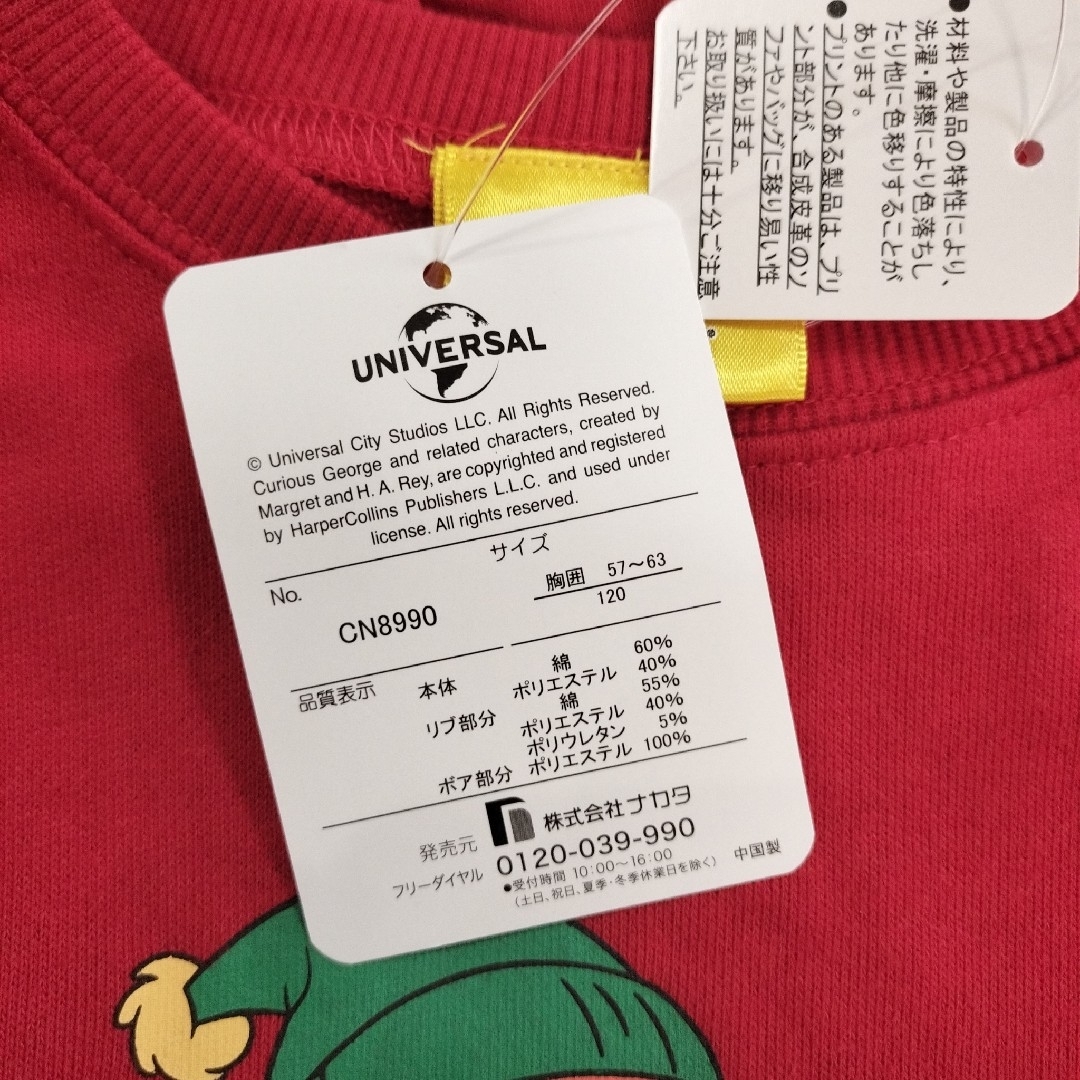 UNIVERSAL
© Universal City Studios LLC. All Rights Reserved.
Curious George and related characters, created by
Margret and H. A. Rey, are copyrighted and registered
by HarperCollins Publishers L.L.C. and used under
license. All rights reserved.
サイズ
No.
CN8990
胸囲 57～63
120
品質表示 本体 綿 60%
ポリエステル 40%
リブ部分 綿 55%
ポリエステル 40%
ポリウレタン 5%
ボア部分 ポリエステル 100%
発売元 株式会社ナカタ
フリーダイヤル 0120-039-990
●受付時間 10:00～16:00
(土日、祝日、夏季・冬季休業日を除く)
中国製
●材料や製品の特性により、
洗濯・摩擦により色落ちし
たり他に色移りすることが
あります。
●プリントのある製品は、プリ
ント部分が、合成皮革のソ
ファやバッグに移り易い性
質があります。
お取り扱いには十分ご注意
下さい。